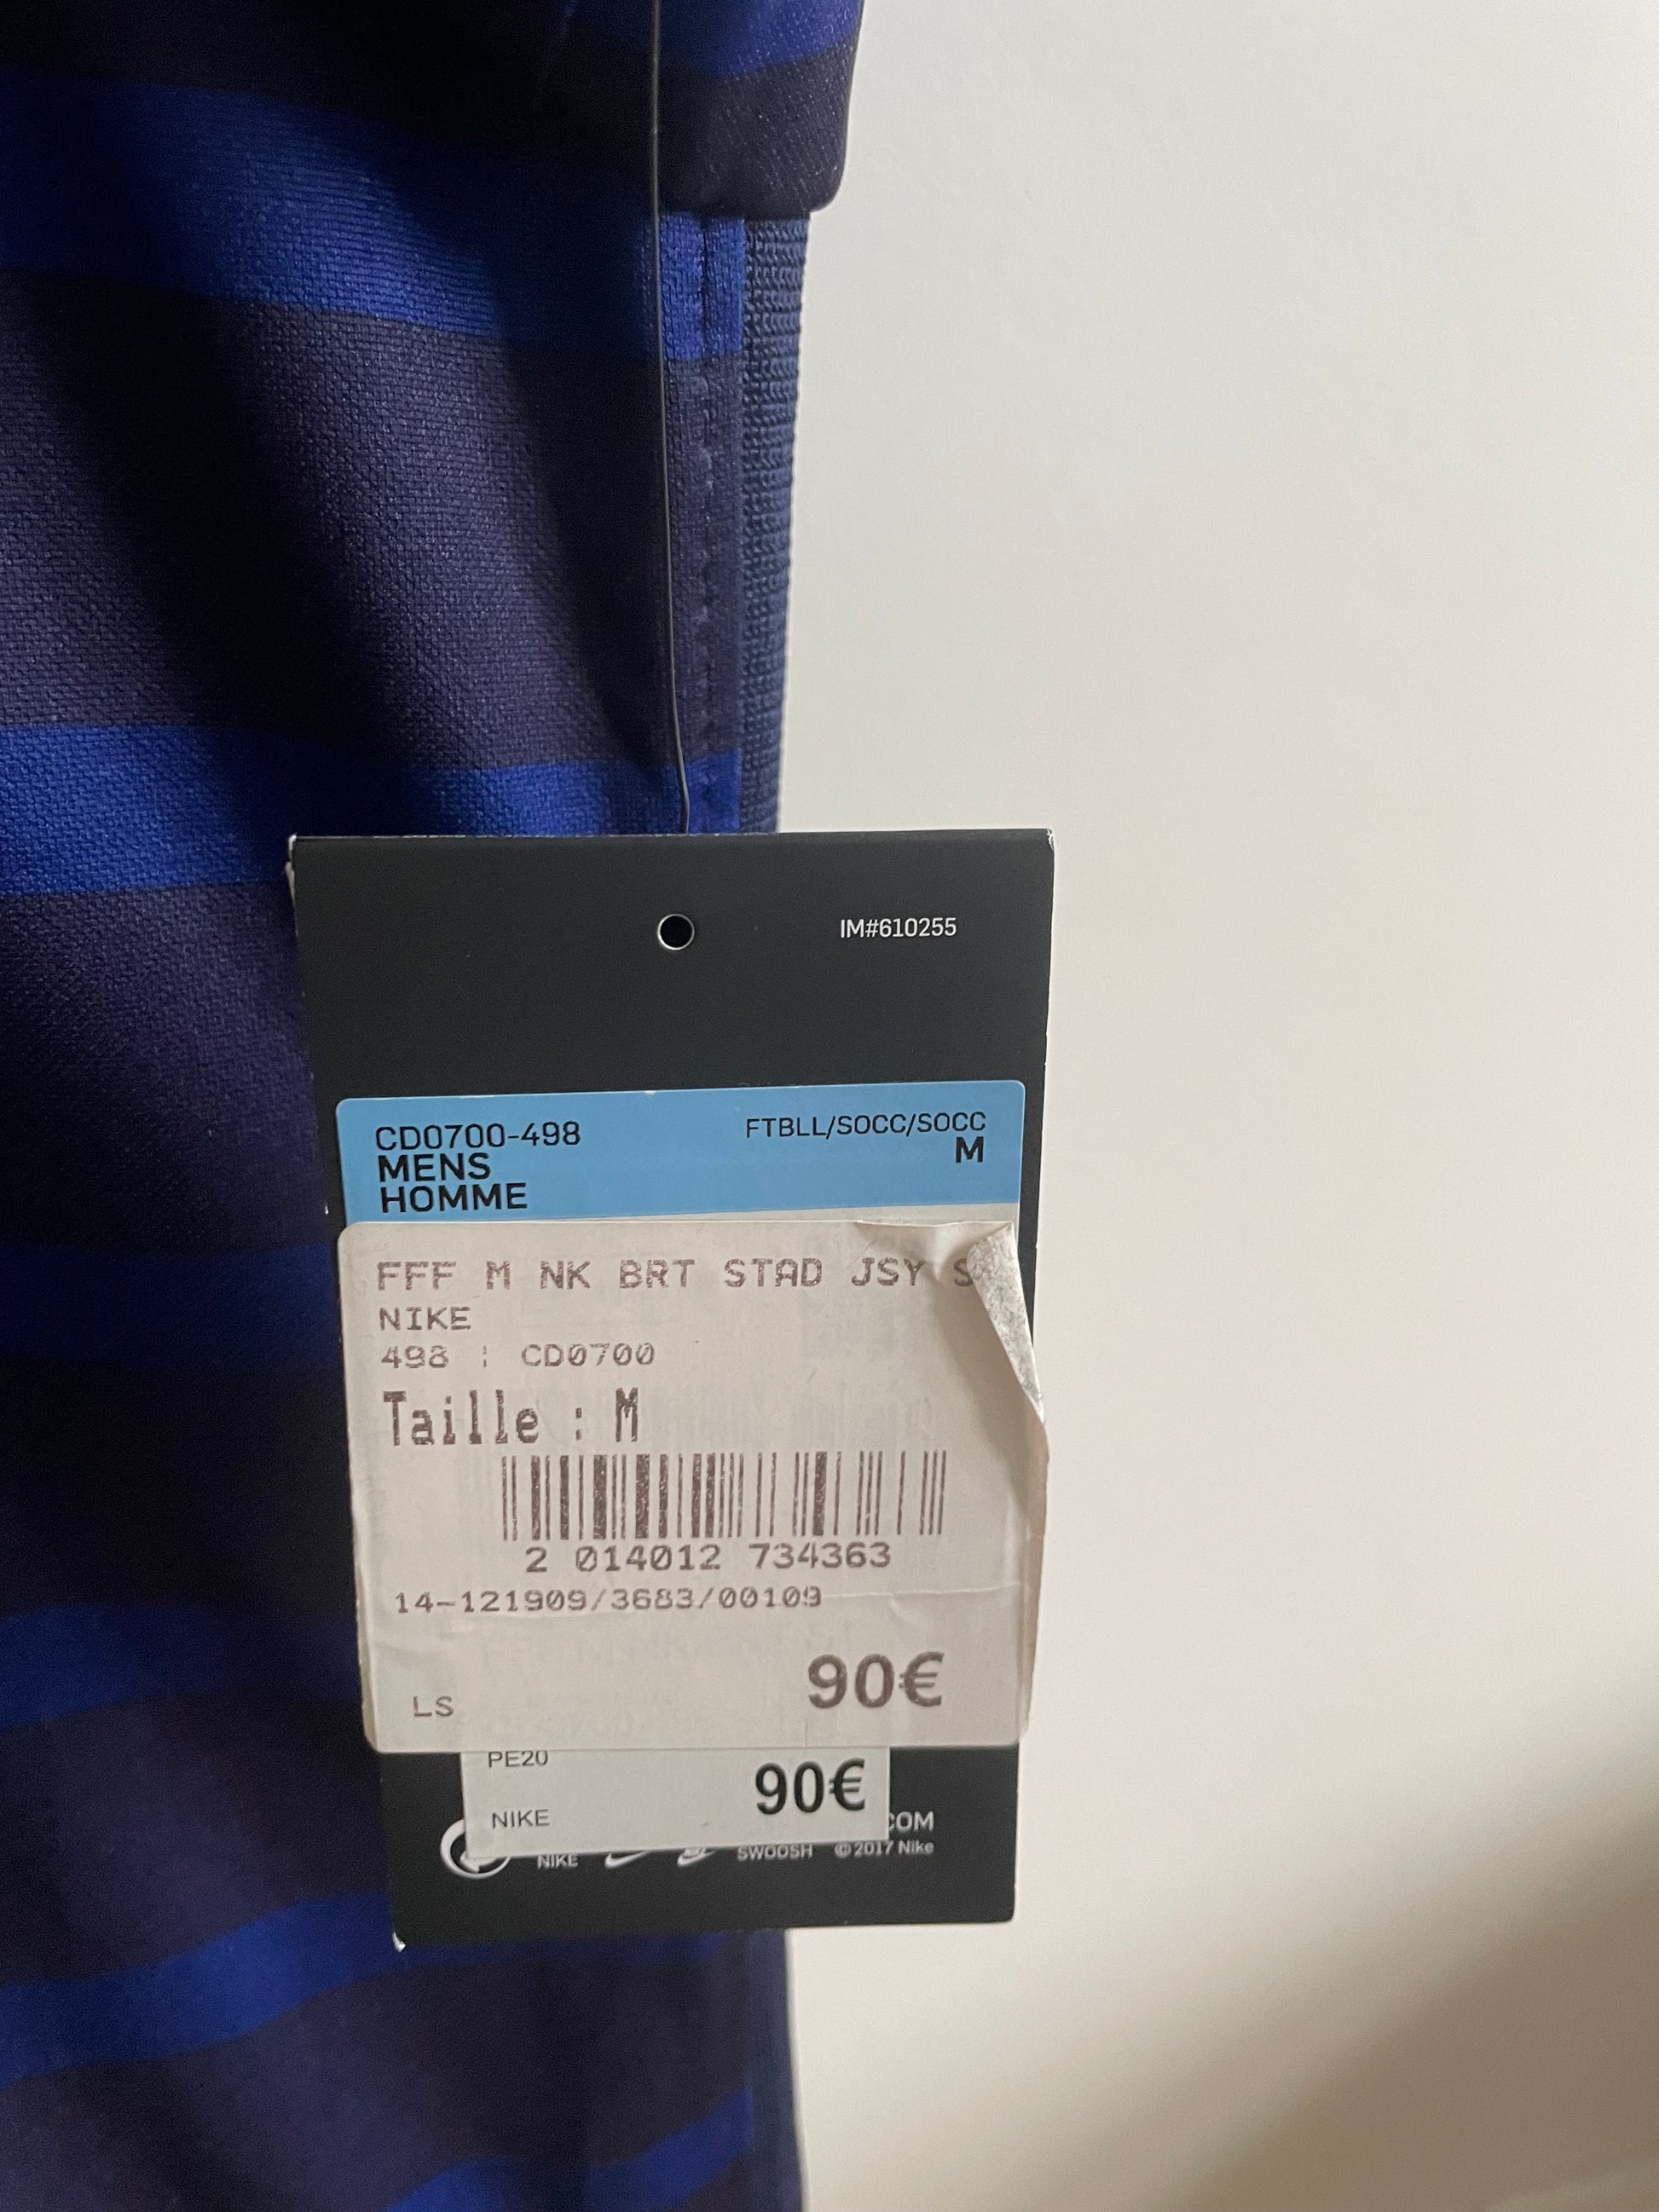 IM#610255
CD0700-498 FTBLL/SOCC/SOCC
MENS M
HOMME
FFF M NK BRT STAD JSY S
NIKE
498 : CD0700
Taille : M
2 014012 734363
14-121909/3683/00109
90€
LS
PE20
90€
NIKE
COM
NIKE SWOOSH ©2017 Nike